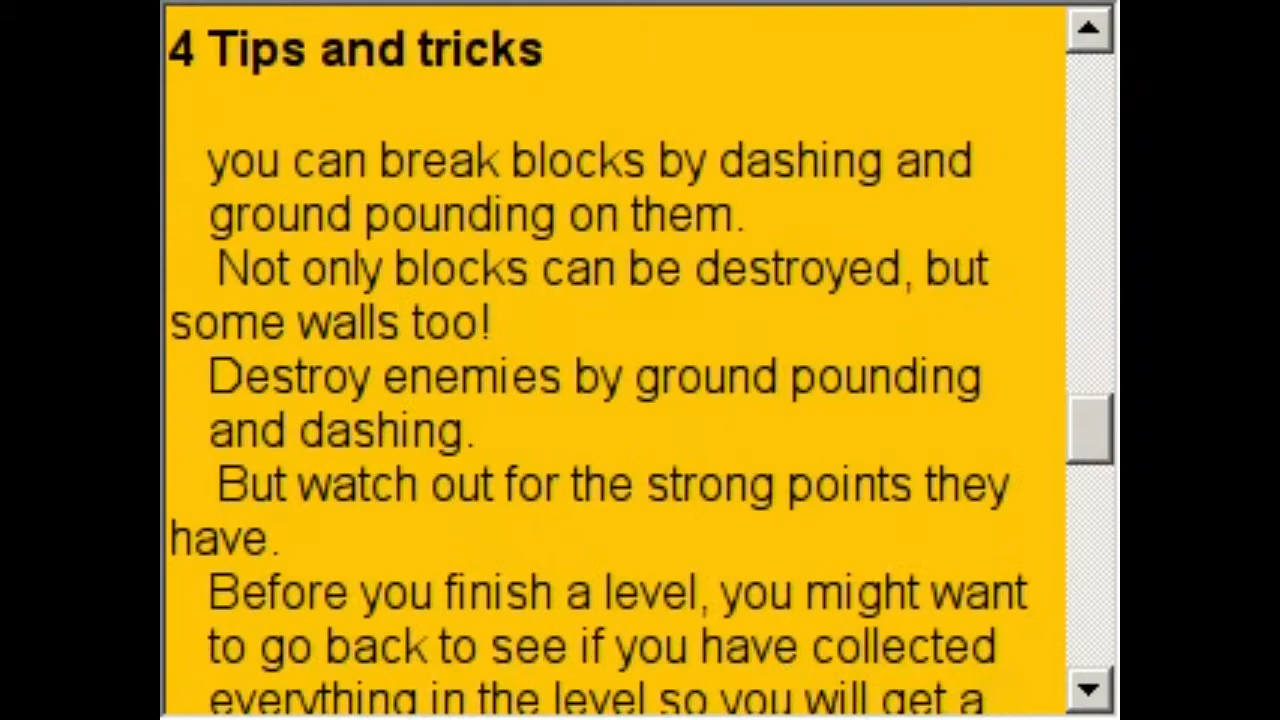 4 Tips and tricks
you can break blocks by dashing and
ground pounding on them.
Not only blocks can be destroyed, but
some walls too!
Destroy enemies by ground pounding
and dashing.
But watch out for the strong points they
have.
Before you finish a level, you might want
to go back to see if you have collected
everything in the level so you will get a